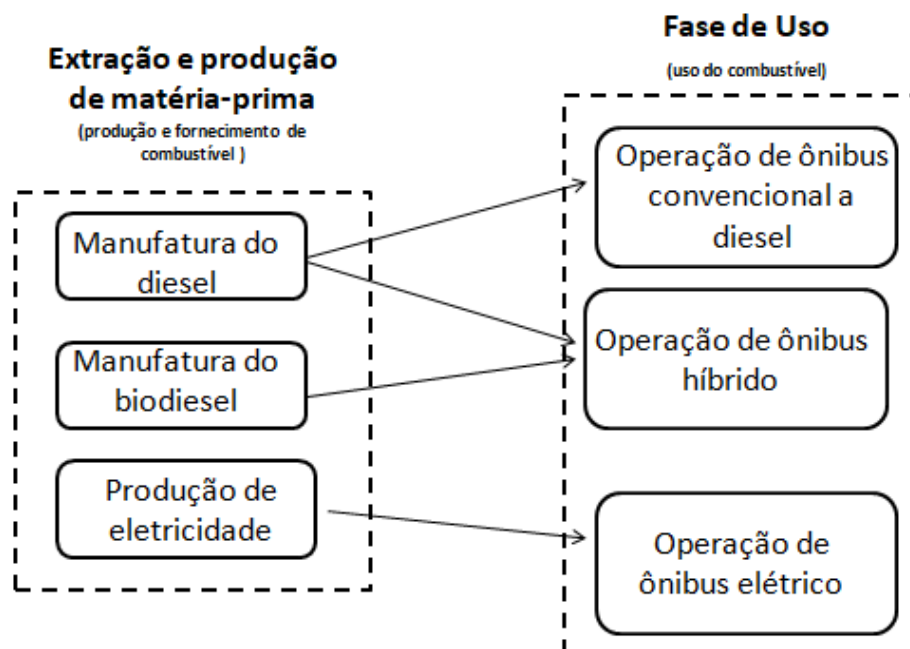 Extração e produção
de matéria-prima
(produção e fornecimento de
combustível )
Manufatura do
diesel
Manufatura do
biodiesel
Produção de
eletricidade
Fase de Uso
(uso do combustível)
Operação de ônibus
convencional a
diesel
Operação de ônibus
híbrido
Operação de
ônibus elétrico